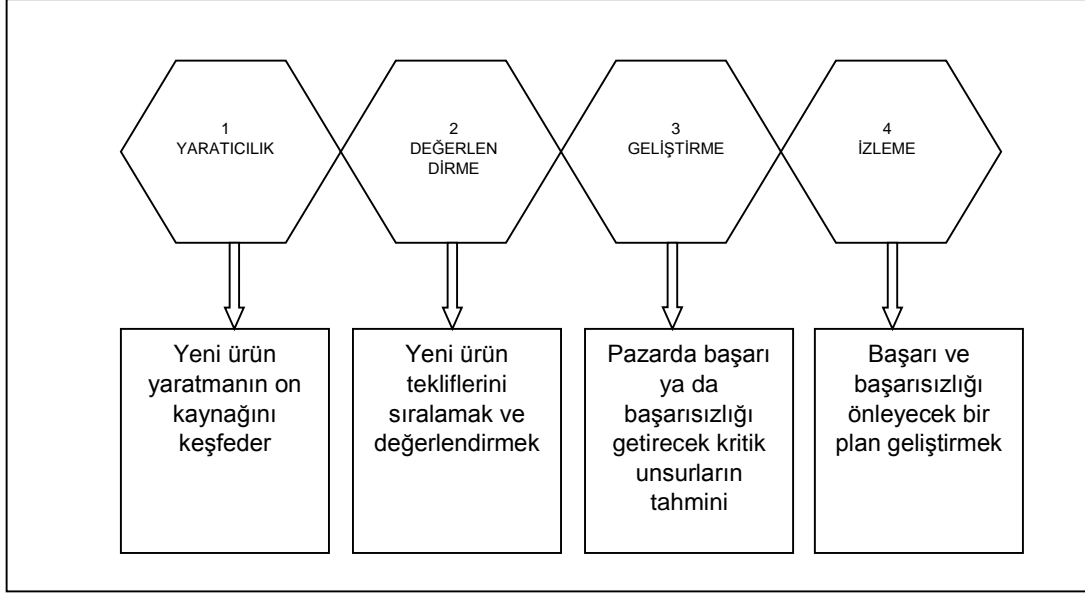 1
YARATICILIK
2
DEĞERLEN
DİRME
3
GELİŞTİRME
4
İZLEME
Yeni ürün
yaratmanın on
kaynağını
keşfeder
Yeni ürün
tekliflerini
sıralamak ve
değerlendirmek
Pazarda başarı
ya da
başarısızlığı
getirecek kritik
unsurların
tahmini
Başarı ve
başarısızlığı
önleyecek bir
plan geliştirmek